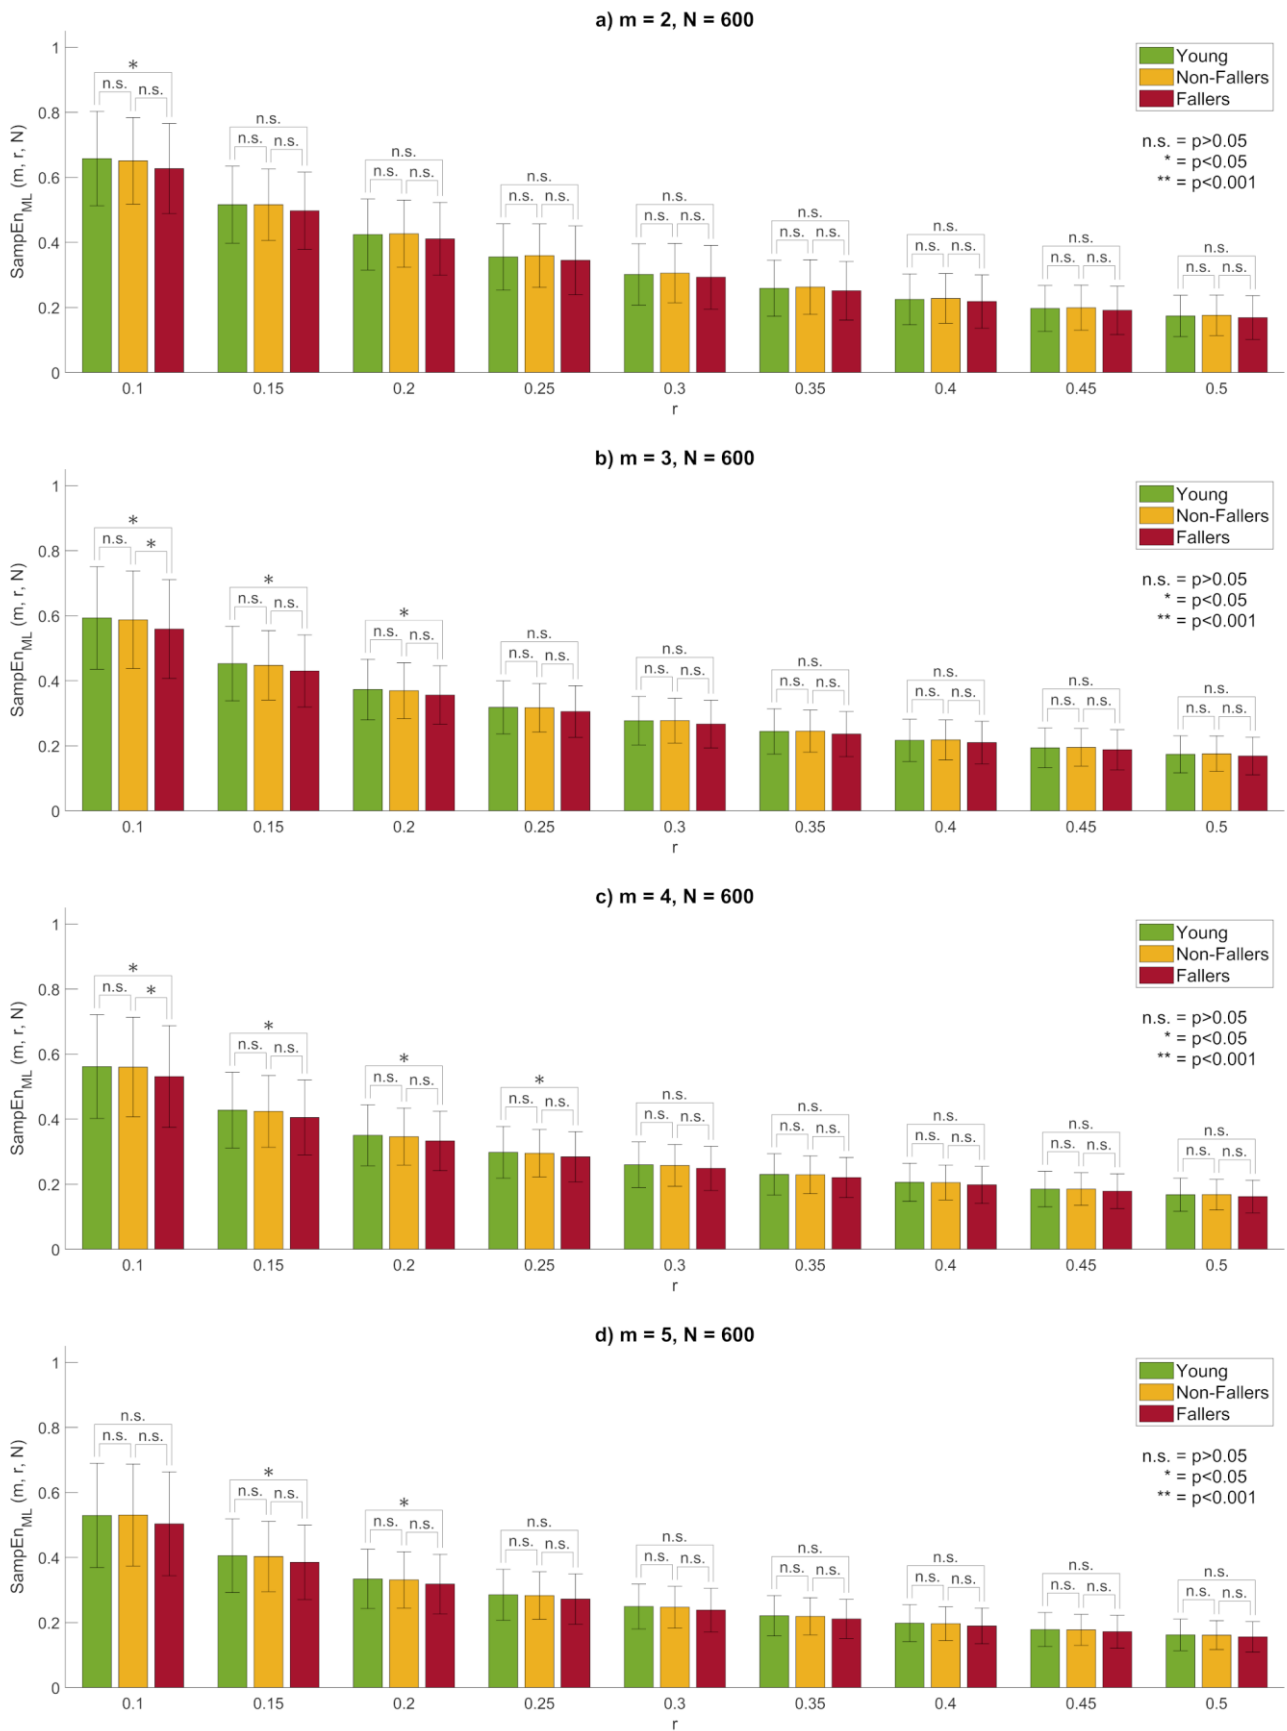 a) m = 2, N = 600
SampEn_ML (m, r, N)
1
0.8
0.6
0.4
0.2
0
* n.s. n.s.
n.s. n.s. n.s.
n.s. n.s. n.s.
n.s. n.s. n.s.
n.s. n.s. n.s.
n.s. n.s. n.s.
n.s. n.s. n.s.
n.s. n.s. n.s.
n.s. n.s. n.s.
Young
Non-Fallers
Fallers
n.s. = p>0.05
* = p<0.05
** = p<0.001
0.1 0.15 0.2 0.25 0.3 0.35 0.4 0.45 0.5
r
b) m = 3, N = 600
SampEn_ML (m, r, N)
1
0.8
0.6
0.4
0.2
0
* n.s. *
* n.s. n.s.
* n.s. n.s.
n.s. n.s. n.s.
n.s. n.s. n.s.
n.s. n.s. n.s.
n.s. n.s. n.s.
n.s. n.s. n.s.
n.s. n.s. n.s.
Young
Non-Fallers
Fallers
n.s. = p>0.05
* = p<0.05
** = p<0.001
0.1 0.15 0.2 0.25 0.3 0.35 0.4 0.45 0.5
r
c) m = 4, N = 600
SampEn_ML (m, r, N)
1
0.8
0.6
0.4
0.2
0
* n.s. *
* n.s. n.s.
* n.s. n.s.
* n.s. n.s.
n.s. n.s. n.s.
n.s. n.s. n.s.
n.s. n.s. n.s.
n.s. n.s. n.s.
n.s. n.s. n.s.
Young
Non-Fallers
Fallers
n.s. = p>0.05
* = p<0.05
** = p<0.001
0.1 0.15 0.2 0.25 0.3 0.35 0.4 0.45 0.5
r
d) m = 5, N = 600
SampEn_ML (m, r, N)
1
0.8
0.6
0.4
0.2
0
n.s. n.s. n.s.
* n.s. n.s.
* n.s. n.s.
n.s. n.s. n.s.
n.s. n.s. n.s.
n.s. n.s. n.s.
n.s. n.s. n.s.
n.s. n.s. n.s.
n.s. n.s. n.s.
Young
Non-Fallers
Fallers
n.s. = p>0.05
* = p<0.05
** = p<0.001
0.1 0.15 0.2 0.25 0.3 0.35 0.4 0.45 0.5
r